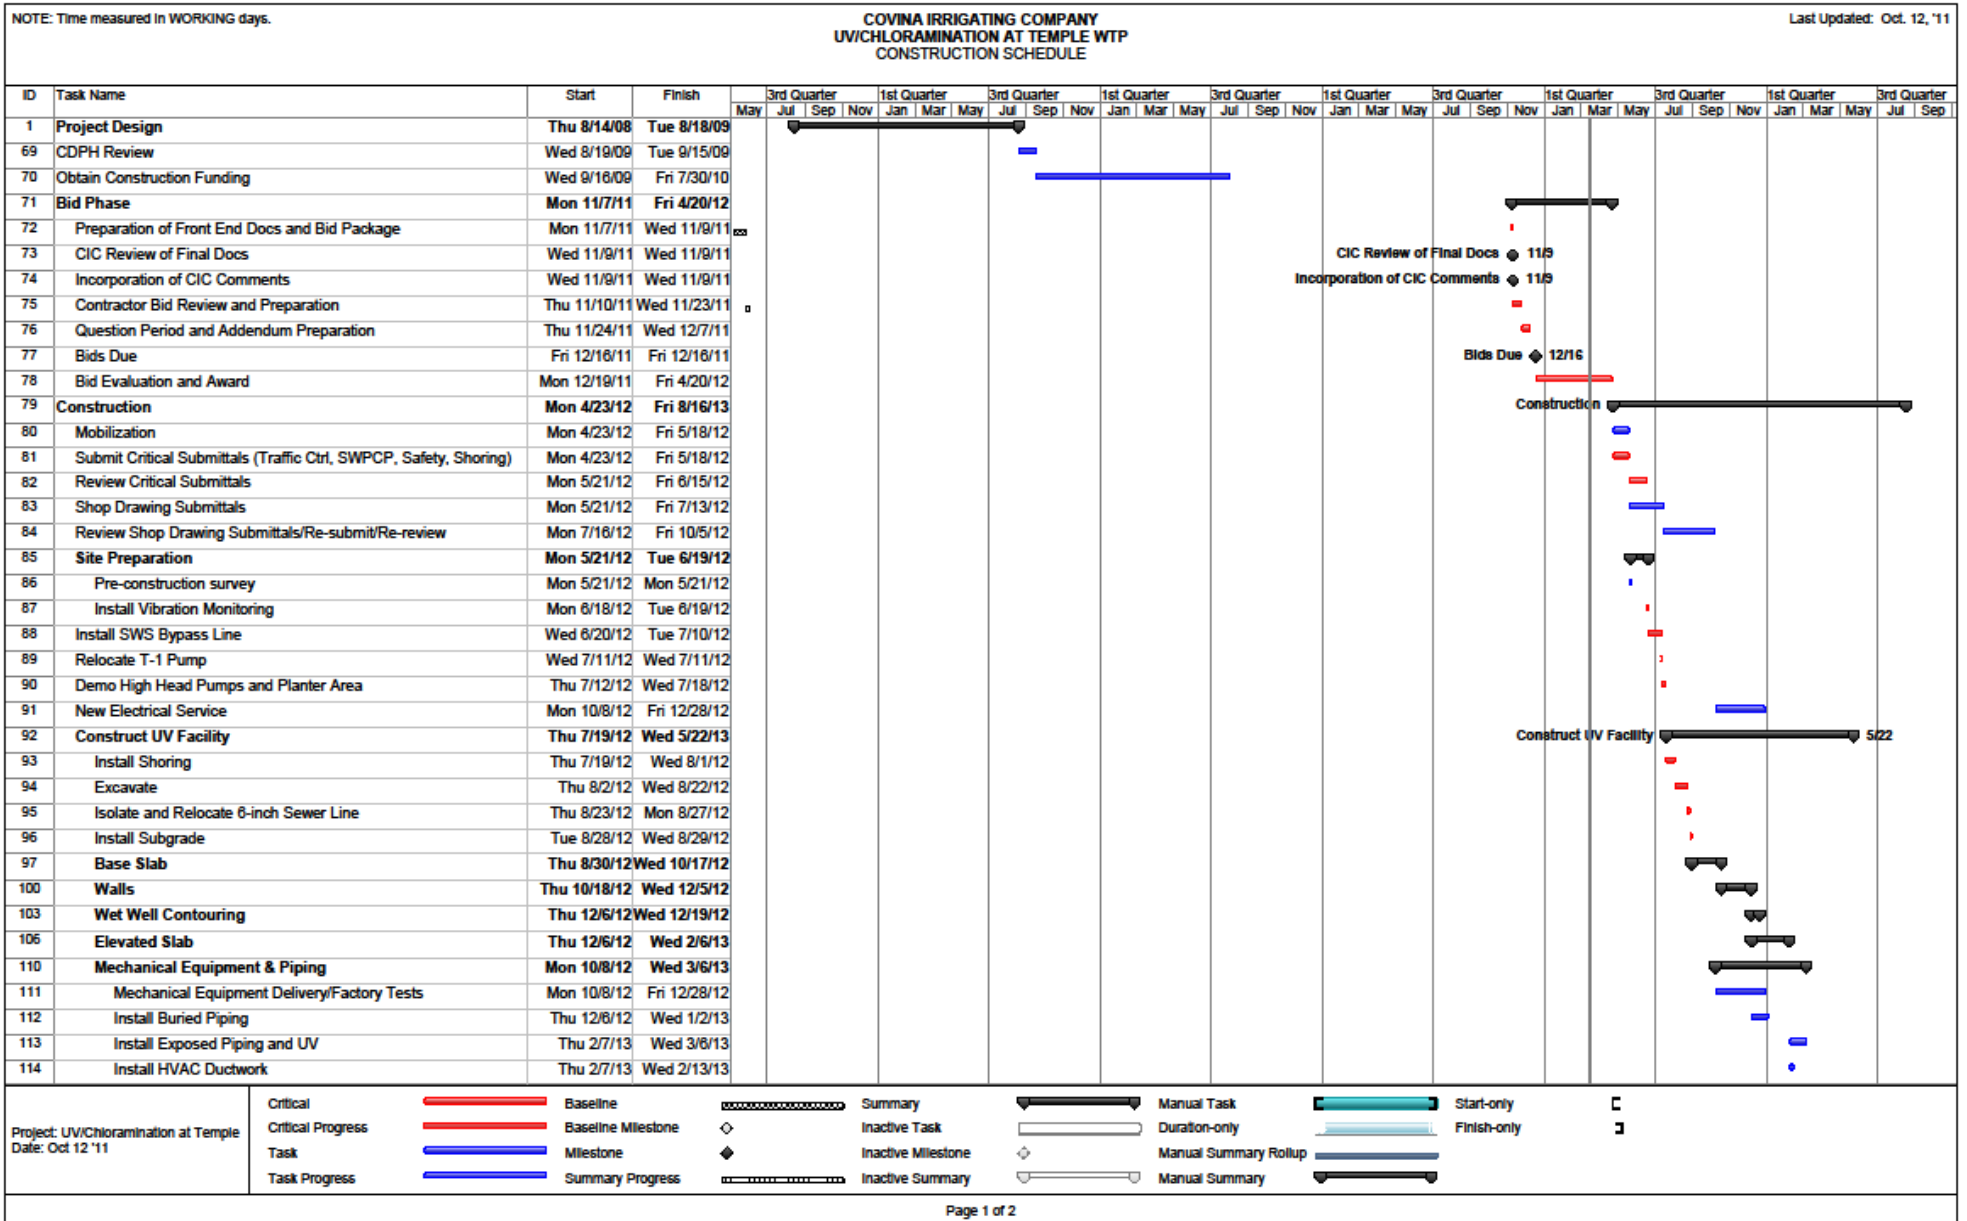 NOTE: Time measured in WORKING days.
COVINA IRRIGATING COMPANY
UV/CHLORAMINATION AT TEMPLE WTP
CONSTRUCTION SCHEDULE
Last Updated: Oct. 12, '11
ID Task Name Start Finish
3rd Quarter 1st Quarter 3rd Quarter 1st Quarter 3rd Quarter 1st Quarter 3rd Quarter 1st Quarter 3rd Quarter 1st Quarter 3rd Quarter
May Jul Sep Nov Jan Mar May Jul Sep Nov Jan Mar May Jul Sep Nov Jan Mar May Jul Sep Nov Jan Mar May Jul Sep Nov Jan Mar May Jul Sep
1 Project Design Thu 8/14/08 Tue 8/18/09
69 CDPH Review Wed 8/19/09 Tue 9/15/09
70 Obtain Construction Funding Wed 9/16/09 Fri 7/30/10
71 Bid Phase Mon 11/7/11 Fri 4/20/12
72 Preparation of Front End Docs and Bid Package Mon 11/7/11 Wed 11/9/11
73 CIC Review of Final Docs Wed 11/9/11 Wed 11/9/11 CIC Review of Final Docs 11/9
74 Incorporation of CIC Comments Wed 11/9/11 Wed 11/9/11 Incorporation of CIC Comments 11/9
75 Contractor Bid Review and Preparation Thu 11/10/11 Wed 11/23/11
76 Question Period and Addendum Preparation Thu 11/24/11 Wed 12/7/11
77 Bids Due Fri 12/16/11 Fri 12/16/11 Bids Due 12/16
78 Bid Evaluation and Award Mon 12/19/11 Fri 4/20/12
79 Construction Mon 4/23/12 Fri 8/16/13 Construction
80 Mobilization Mon 4/23/12 Fri 5/18/12
81 Submit Critical Submittals (Traffic Ctrl, SWPCP, Safety, Shoring) Mon 4/23/12 Fri 5/18/12
82 Review Critical Submittals Mon 5/21/12 Fri 6/15/12
83 Shop Drawing Submittals Mon 5/21/12 Fri 7/13/12
84 Review Shop Drawing Submittals/Re-submit/Re-review Mon 7/16/12 Fri 10/5/12
85 Site Preparation Mon 5/21/12 Tue 6/19/12
86 Pre-construction survey Mon 5/21/12 Mon 5/21/12
87 Install Vibration Monitoring Mon 6/18/12 Tue 6/19/12
88 Install SWS Bypass Line Wed 6/20/12 Tue 7/10/12
89 Relocate T-1 Pump Wed 7/11/12 Wed 7/11/12
90 Demo High Head Pumps and Planter Area Thu 7/12/12 Wed 7/18/12
91 New Electrical Service Mon 10/8/12 Fri 12/28/12
92 Construct UV Facility Thu 7/19/12 Wed 5/22/13 Construct UV Facility 5/22
93 Install Shoring Thu 7/19/12 Wed 8/1/12
94 Excavate Thu 8/2/12 Wed 8/22/12
95 Isolate and Relocate 6-inch Sewer Line Thu 8/23/12 Mon 8/27/12
96 Install Subgrade Tue 8/28/12 Wed 8/29/12
97 Base Slab Thu 8/30/12 Wed 10/17/12
100 Walls Thu 10/18/12 Wed 12/5/12
103 Wet Well Contouring Thu 12/6/12 Wed 12/19/12
106 Elevated Slab Thu 12/6/12 Wed 2/6/13
110 Mechanical Equipment & Piping Mon 10/8/12 Wed 3/6/13
111 Mechanical Equipment Delivery/Factory Tests Mon 10/8/12 Fri 12/28/12
112 Install Buried Piping Thu 12/6/12 Wed 1/2/13
113 Install Exposed Piping and UV Thu 2/7/13 Wed 3/6/13
114 Install HVAC Ductwork Thu 2/7/13 Wed 2/13/13
Project: UV/Chloramination at Temple
Date: Oct 12 '11
Critical Baseline Summary Manual Task Start-only
Critical Progress Baseline Milestone Inactive Task Duration-only Finish-only
Task Milestone Inactive Milestone Manual Summary Rollup
Task Progress Summary Progress Inactive Summary Manual Summary
Page 1 of 2